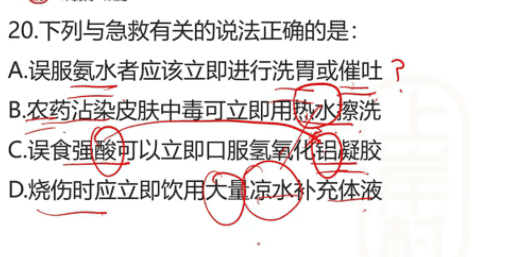 20.下列与急救有关的说法正确的是：
A.误服氨水者应该立即进行洗胃或催吐？
B.农药沾染皮肤中毒可立即用热水擦洗
C.误食强酸可以立即口服氢氧化铝凝胶
D.烧伤时应立即饮用大量凉水补充体液